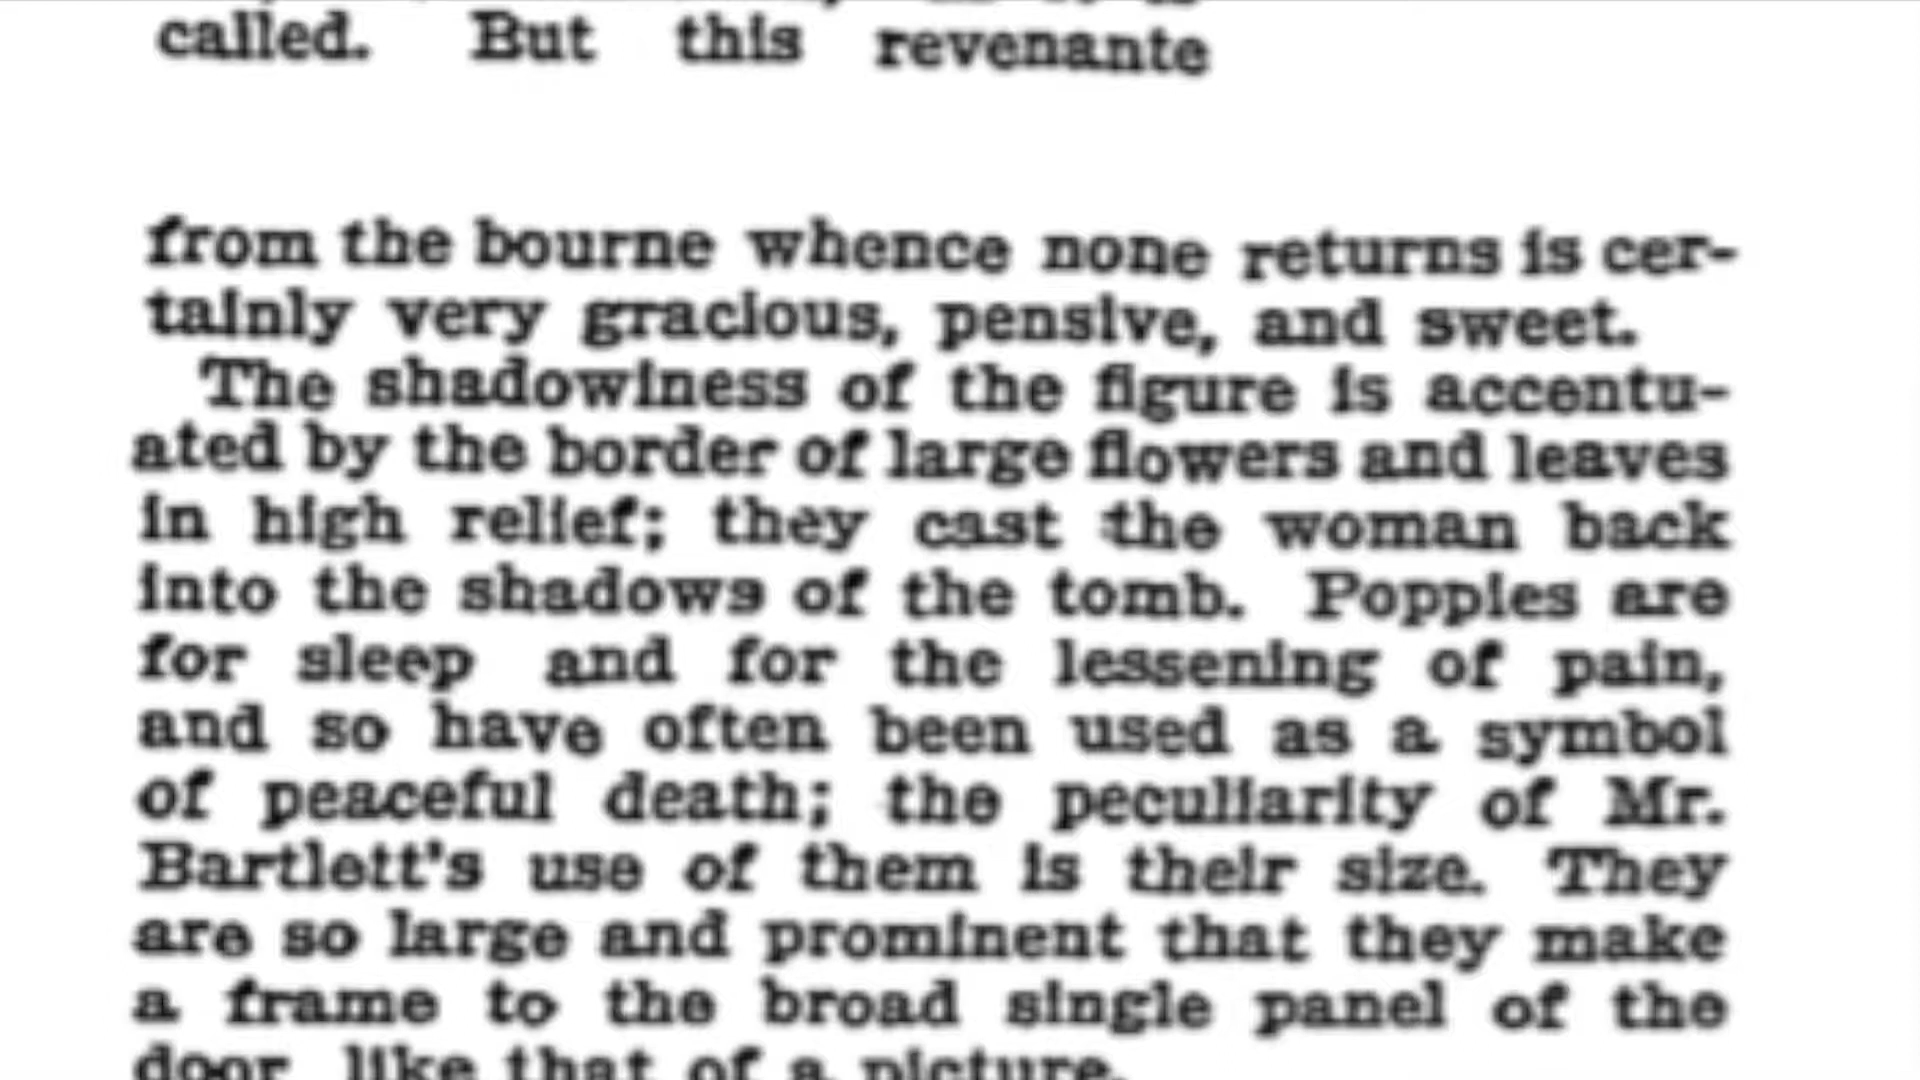 called. But this revenante
from the bourne whence none returns is cer-
tainly very gracious, pensive, and sweet.
The shadowiness of the figure is accentu-
ated by the border of large flowers and leaves
in high relief; they cast the woman back
into the shadows of the tomb. Poppies are
for sleep and for the lessening of pain,
and so have often been used as a symbol
of peaceful death; the peculiarity of Mr.
Bartlett's use of them is their size. They
are so large and prominent that they make
a frame to the broad single panel of the
door like that of a picture.